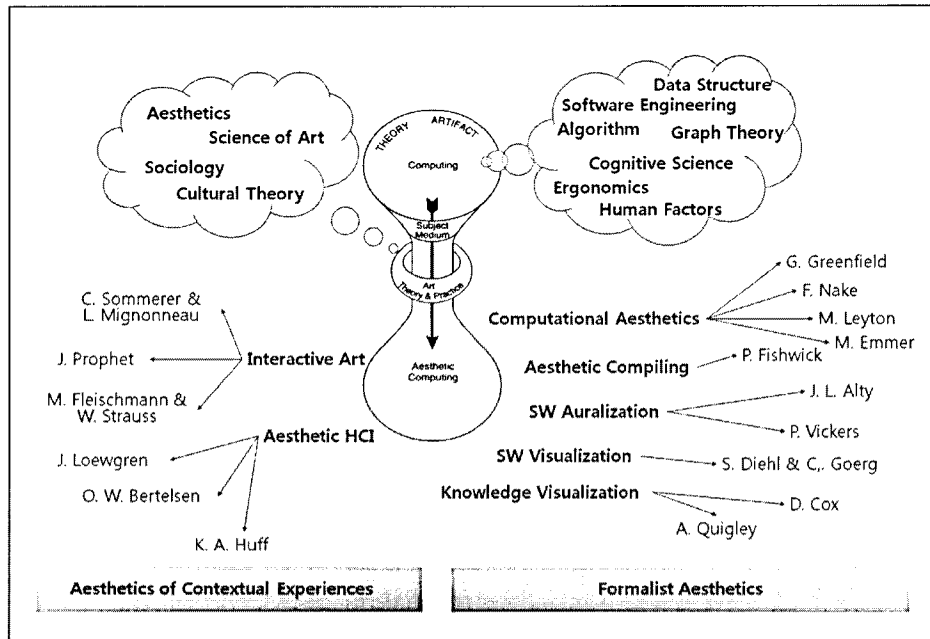 Aesthetics
Science of Art
Sociology
Cultural Theory
THEORY ARTIFACT
Computing
Subject
Medium
Art
Theory & Practice
Aesthetic
Computing
Data Structure
Software Engineering
Algorithm Graph Theory
Cognitive Science
Ergonomics
Human Factors
C. Sommerer &
L. Mignonneau
J. Prophet
Interactive Art
M. Fleischmann &
W. Strauss
Aesthetic HCI
J. Loewgren
O. W. Bertelsen
K. A. Huff
G. Greenfield
F. Nake
Computational Aesthetics
M. Leyton
M. Emmer
Aesthetic Compiling
P. Fishwick
J. L. Alty
SW Auralization
P. Vickers
SW Visualization
S. Diehl & C,. Goerg
Knowledge Visualization
D. Cox
A. Quigley
Aesthetics of Contextual Experiences
Formalist Aesthetics